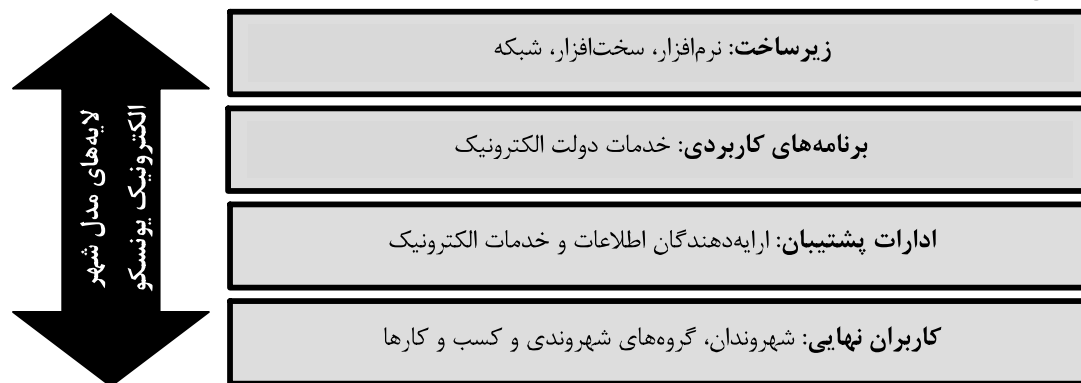 زیرساخت: نرم‌افزار، سخت‌افزار، شبکه
برنامه‌های کاربردی: خدمات دولت الکترونیک
ادارات پشتیبان: ارایه‌دهندگان اطلاعات و خدمات الکترونیک
کاربران نهایی: شهروندان، گروه‌های شهروندی و کسب و کارها
لایه‌های مدل شهر
الکترونیک یونسکو